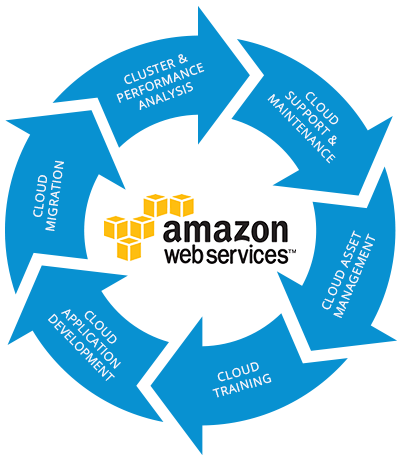 CLUSTER &
PERFORMANCE
ANALYSIS
CLOUD
SUPPORT &
MAINTENANCE
CLOUD ASSET
MANAGEMENT
CLOUD
TRAINING
CLOUD
APPLICATION
DEVELOPMENT
CLOUD
MIGRATION
amazon
web services™